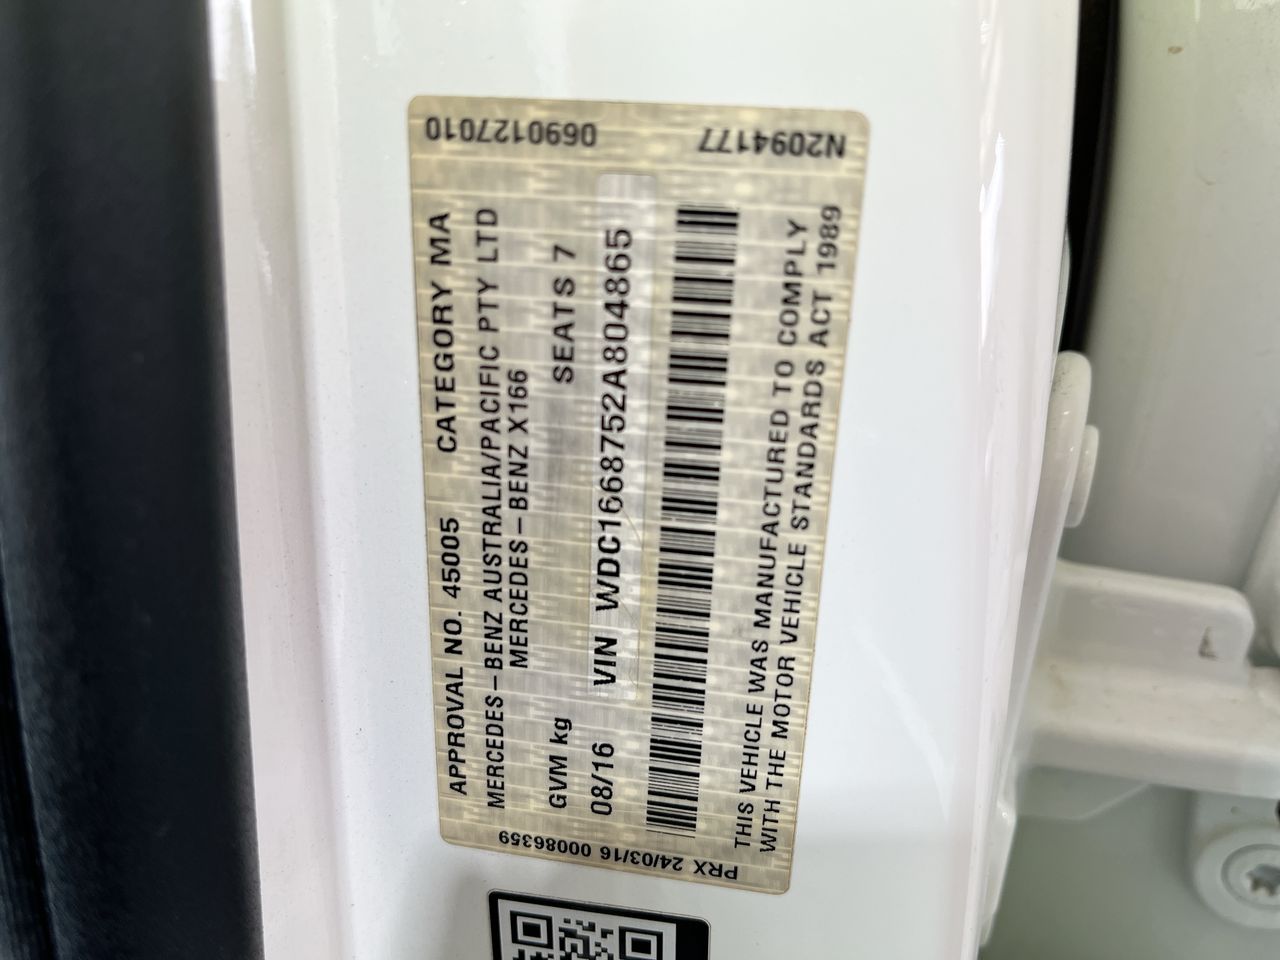 APPROVAL NO. 45005 CATEGORY MA
MERCEDES-BENZ AUSTRALIA/PACIFIC PTY LTD
MERCEDES-BENZ X166
GVM kg SEATS 7
08/16 VIN WDC1668752A804865
THIS VEHICLE WAS MANUFACTURED TO COMPLY
WITH THE MOTOR VEHICLE STANDARDS ACT 1989
0690127010
N2094177
PRX 24/03/16 00086359